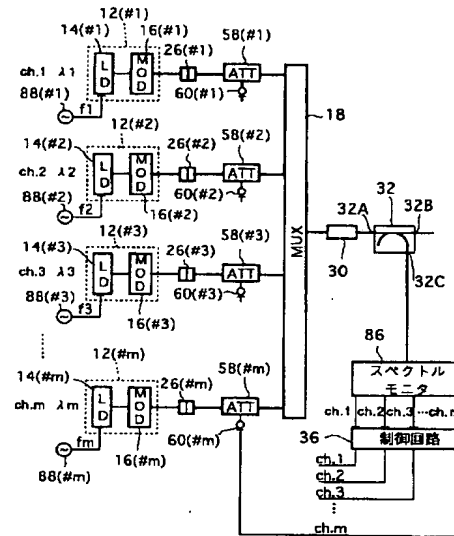 12(#1)
14(#1)
16(#1)
26(#1)
58(#1)
LD
MOD
ATT
ch.1 λ1
88(#1)
f1
60(#1)
18
12(#2)
14(#2)
26(#2)
58(#2)
LD
MOD
ATT
ch.2 λ2
88(#2)
f2
16(#2)
60(#2)
MUX
32
32A
32B
32C
30
12(#3)
14(#3)
26(#3)
58(#3)
LD
MOD
ATT
ch.3 λ3
88(#3)
f3
16(#3)
60(#3)
12(#m)
14(#m)
26(#m)
58(#m)
LD
MOD
ATT
ch.m λm
88(#m)
fm
16(#m)
60(#m)
86
スペクトル
モニタ
ch.1
ch.2
ch.3
…ch.m
36
制御回路
ch.1
ch.2
ch.3
ch.m